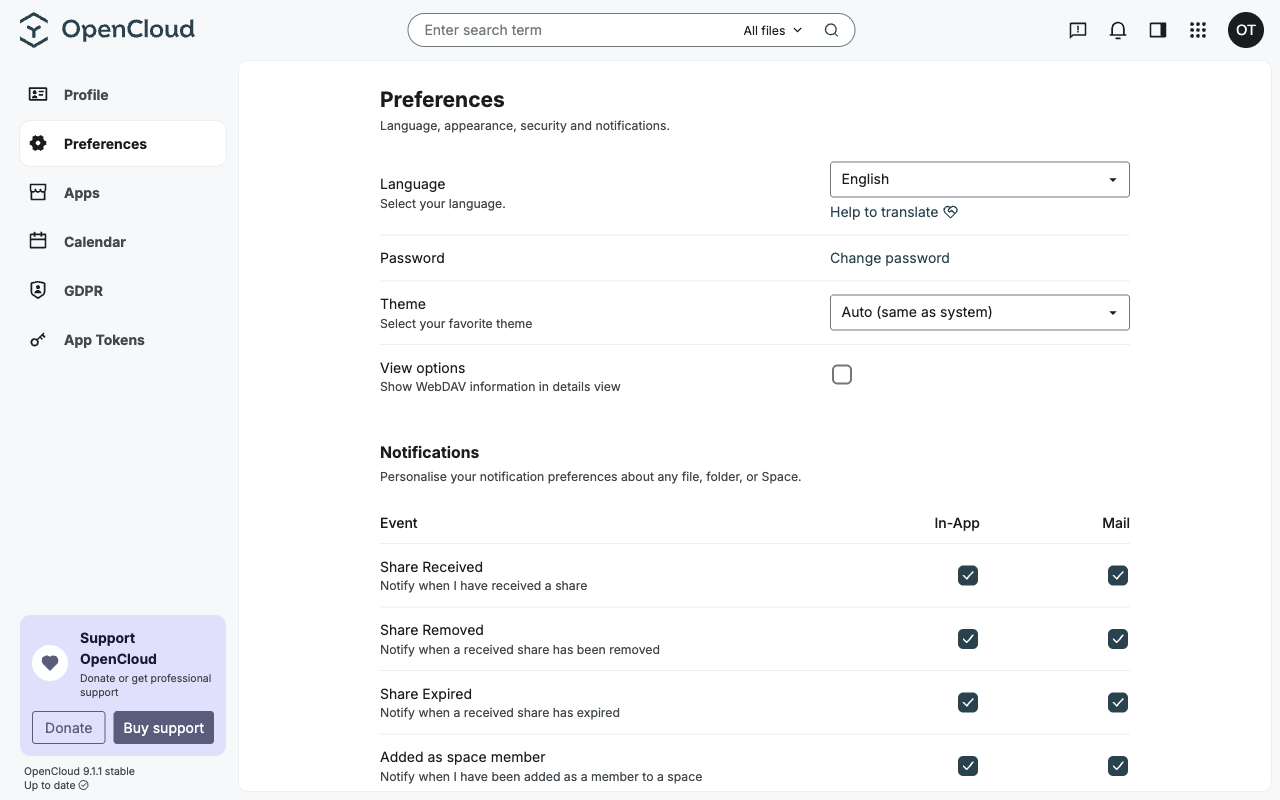 OpenCloud
Enter search term
All files
OT
Profile
Preferences
Apps
Calendar
GDPR
App Tokens
Support
OpenCloud
Donate or get professional
support
Donate
Buy support
OpenCloud 9.1.1 stable
Up to date
Preferences
Language, appearance, security and notifications.
Language
Select your language.
English
Help to translate
Password
Change password
Theme
Select your favorite theme
Auto (same as system)
View options
Show WebDAV information in details view
Notifications
Personalise your notification preferences about any file, folder, or Space.
Event In-App Mail
Share Received
Notify when I have received a share
Share Removed
Notify when a received share has been removed
Share Expired
Notify when a received share has expired
Added as space member
Notify when I have been added as a member to a space